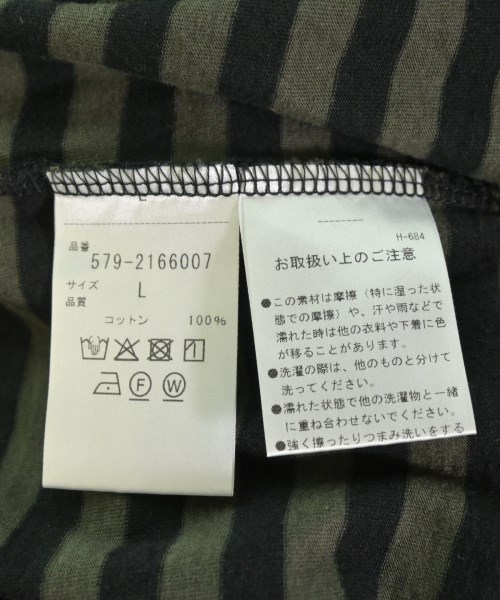 品番
579-2166007
サイズ L
品質
コットン 100%
F W
H-684
お取扱い上のご注意
●この素材は摩擦(特に湿った状
態での摩擦)や、汗や雨などで
濡れた時は他の衣料や下着に色
が移ることがあります。
●洗濯の際は、他のものと分けて
洗ってください。
●濡れた状態で他の洗濯物と一緒
に重ね合わせないでください。
●強く擦ったりつまみ洗いをする